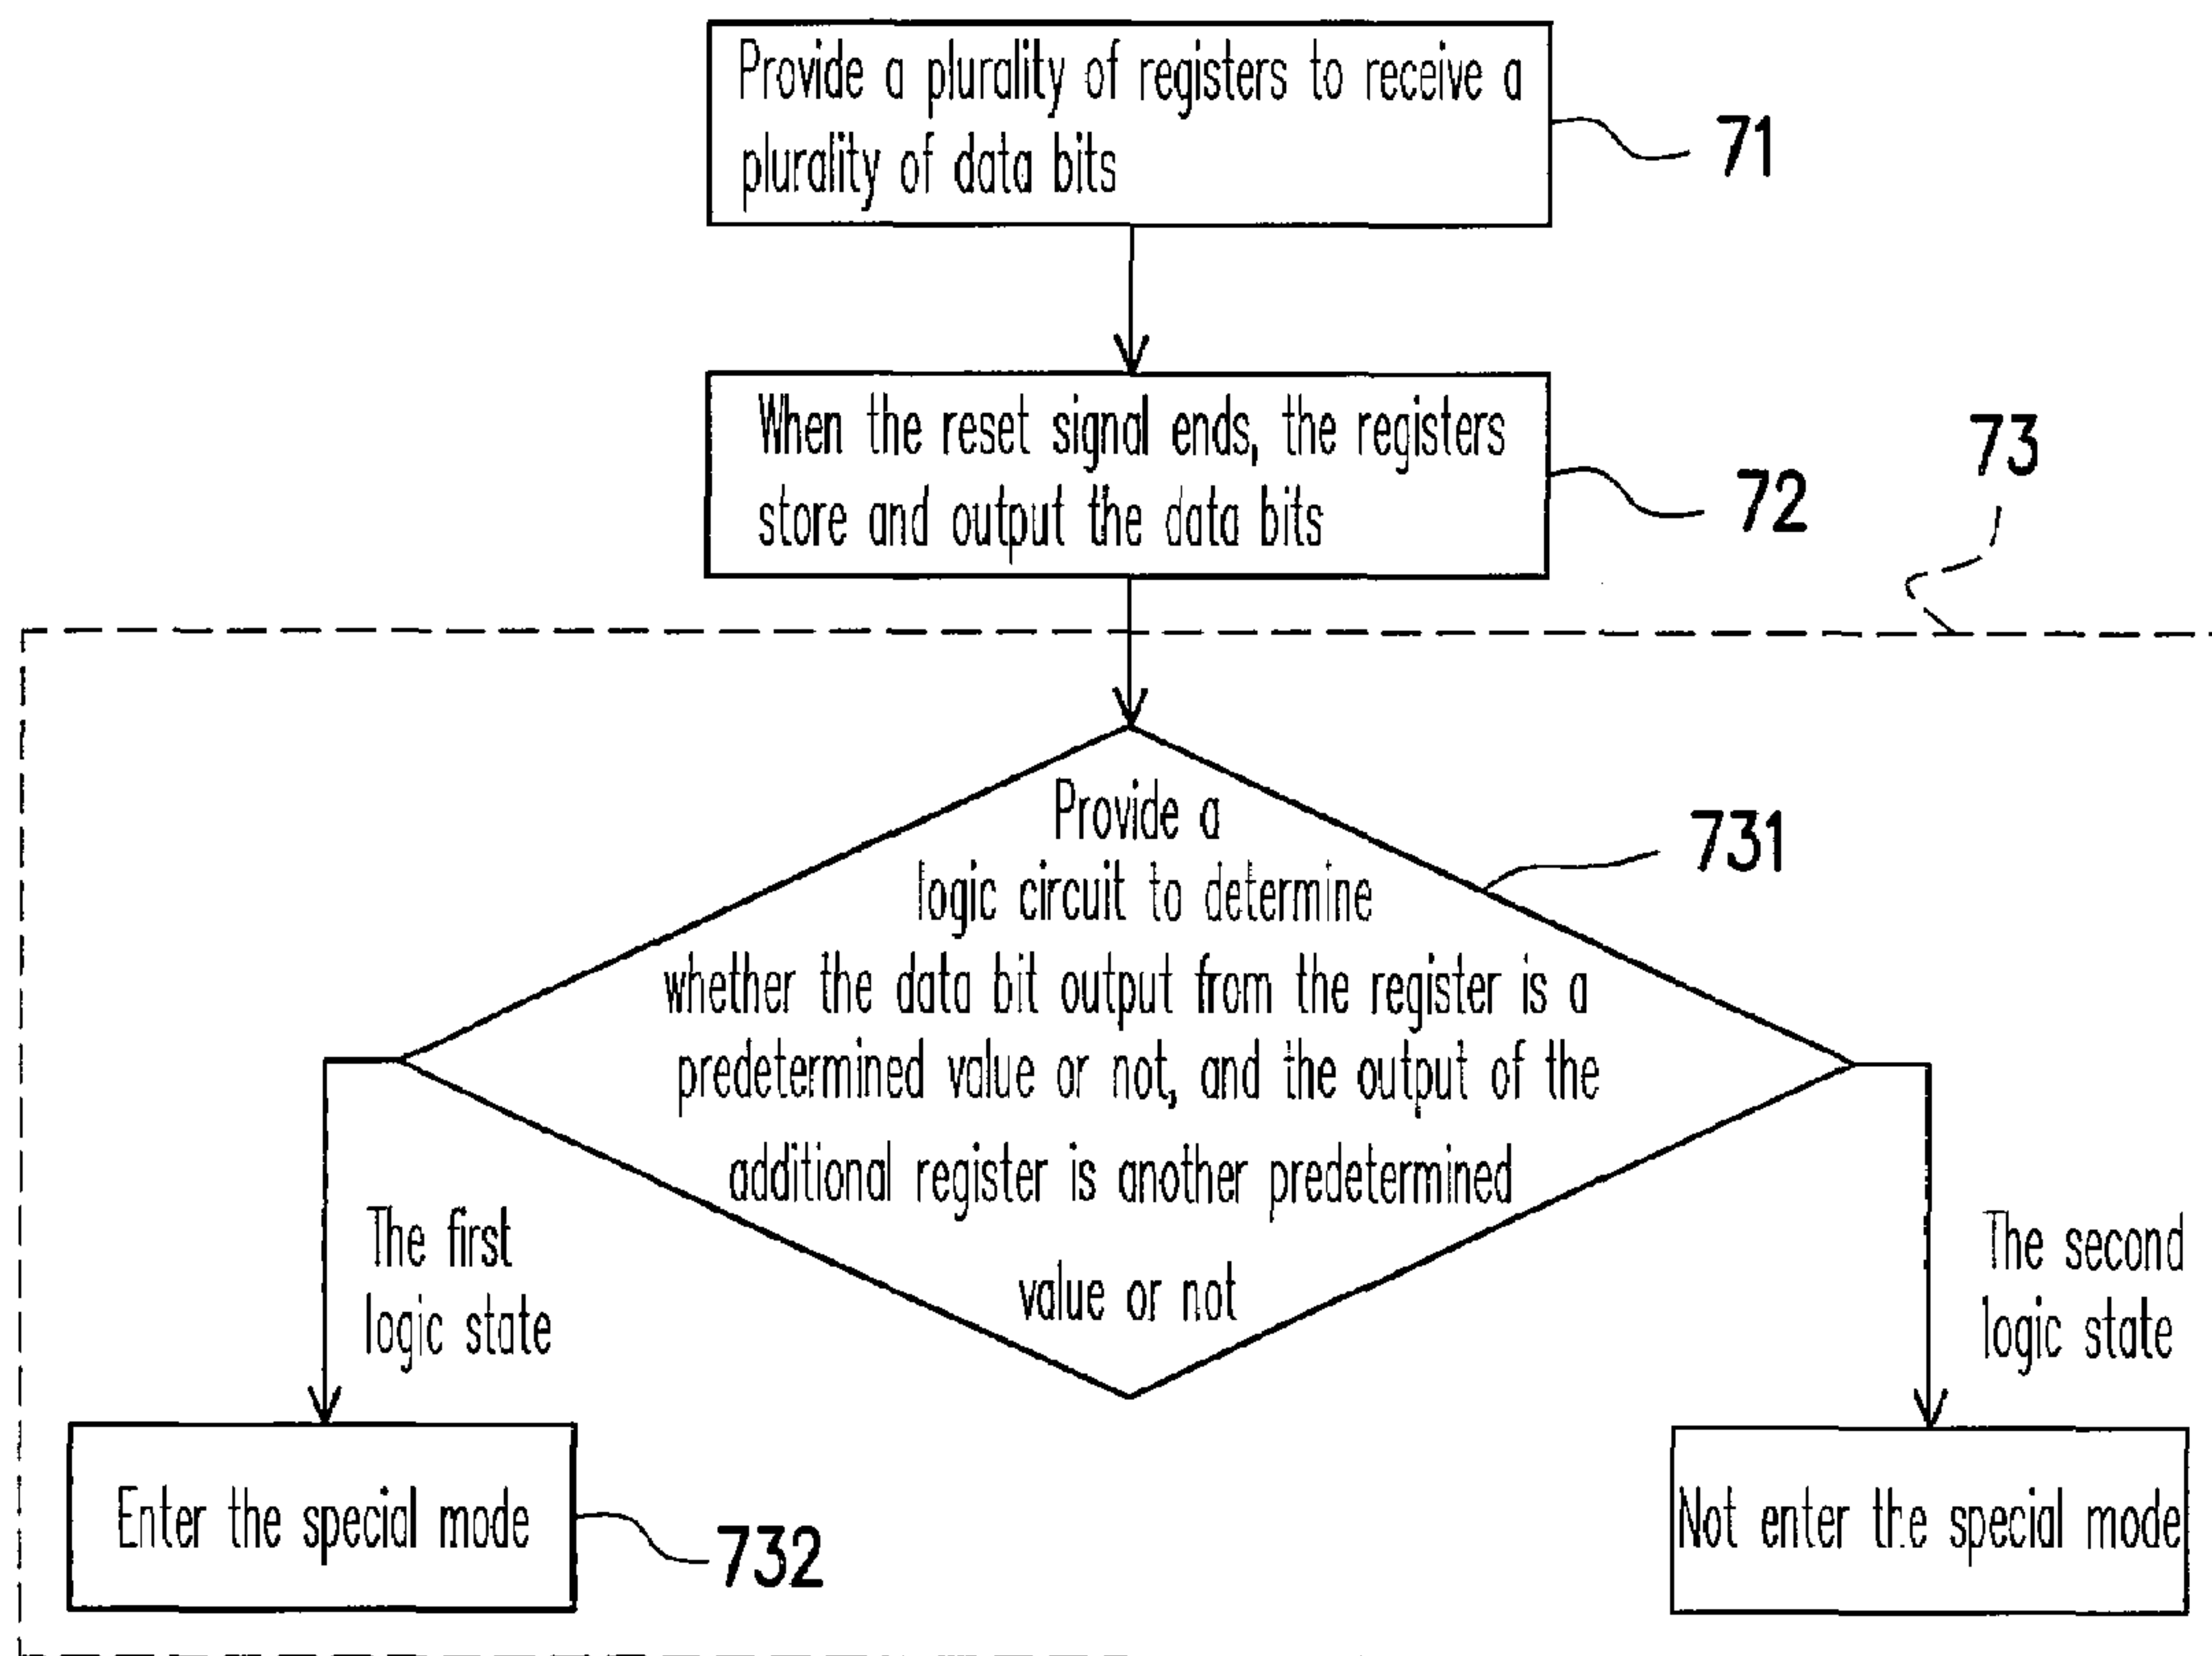 Provide a plurality of registers to receive a
plurality of data bits
71
When the reset signal ends, the registers
store and output the data bits
72
73
Provide a
logic circuit to determine
whether the data bit output from the register is a
predetermined value or not, and the output of the
additional register is another predetermined
value or not
731
The first
logic state
The second
logic state
Enter the special mode
732
Not enter the special mode